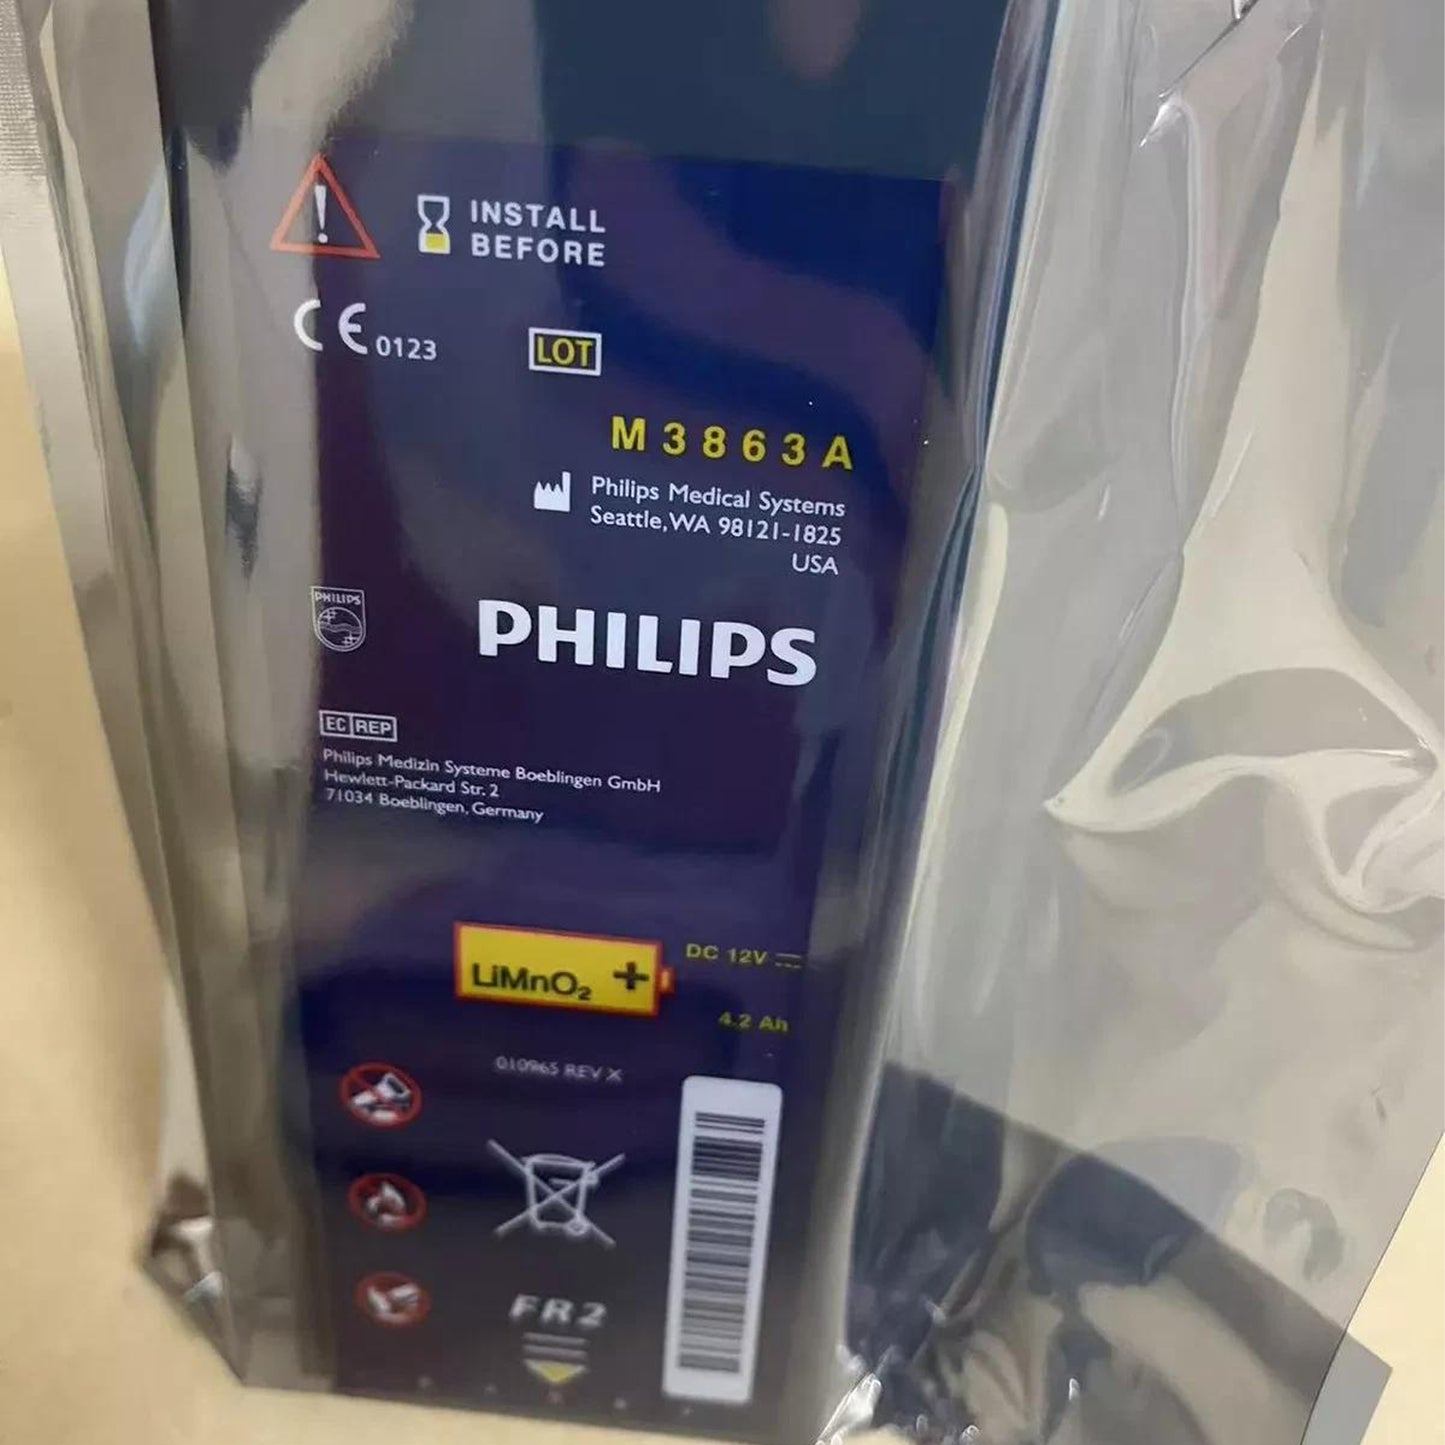 INSTALL
BEFORE
CE 0123
LOT
M3863A
Philips Medical Systems
Seattle, WA 98121-1825
USA
PHILIPS
PHILIPS
EC REP
Philips Medizin Systeme Boeblingen GmbH
Hewlett-Packard Str. 2
71034 Boeblingen, Germany
LiMnO₂ +
DC 12V
4.2 Ah
010965 REV X
FR2